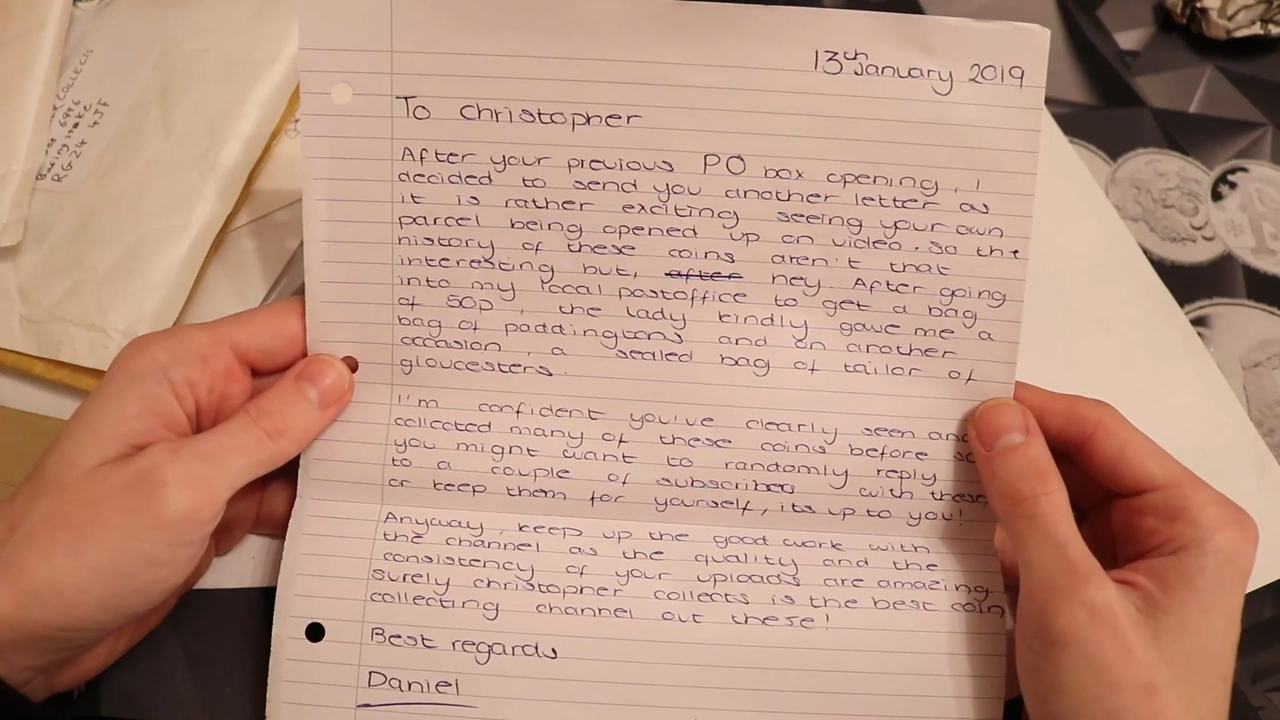 13th January 2019
To christopher
After your previous PO box opening, I
decided to send you another letter as
it is rather exciting seeing your own
parcel being opened up on video. So the
history of these coins aren't that
interesting but, after hey. After going
into my local postoffice to get a bag
of 50p, the lady kindly gave me a
bag of paddingtons and on another
occasion, a sealed bag of tailor of
gloucesters.
I'm confident you've clearly seen and
collected many of these coins before so
you might want to randomly reply
to a couple of subscribers with these,
or keep them for yourself, its up to you!
Anyway, keep up the good work with
the channel as the quality and the
consistency of your uploads are amazing
surely christopher collects is the best coin
collecting channel out these!
Best regards
Daniel
COLLECTS
6996
Basingstoke
RG24 4JF